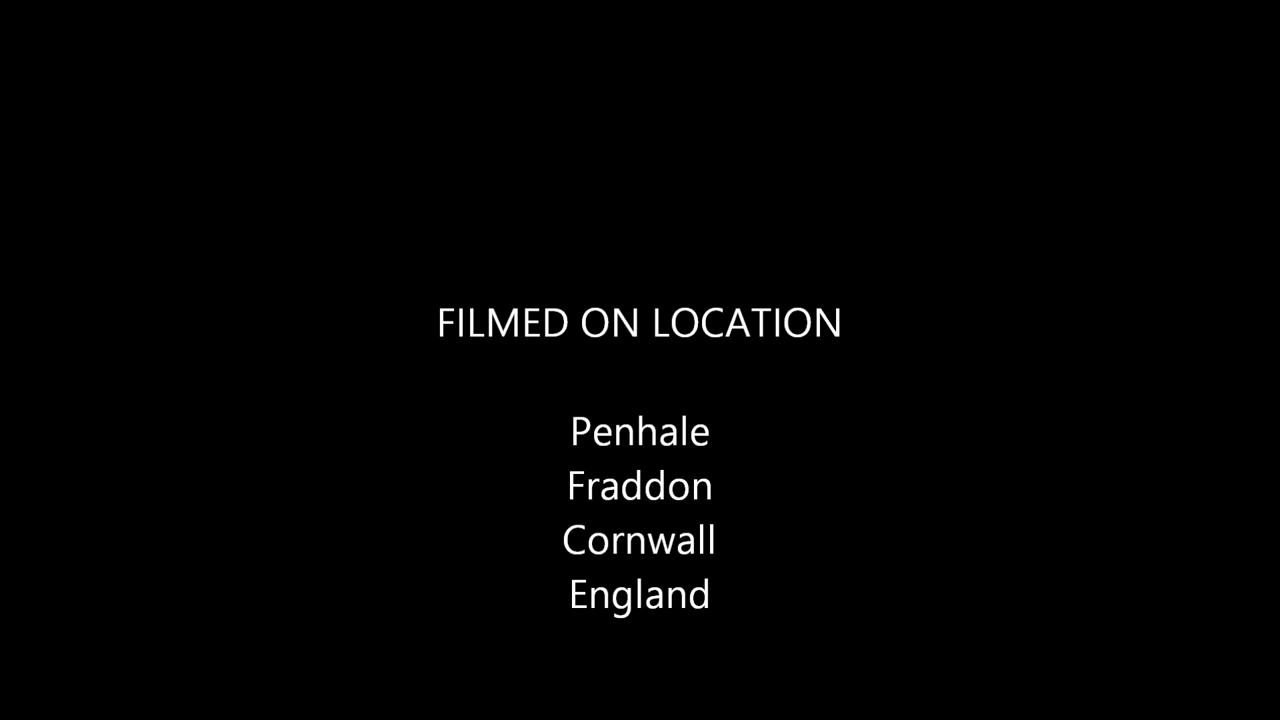 FILMED ON LOCATION
Penhale
Fraddon
Cornwall
England